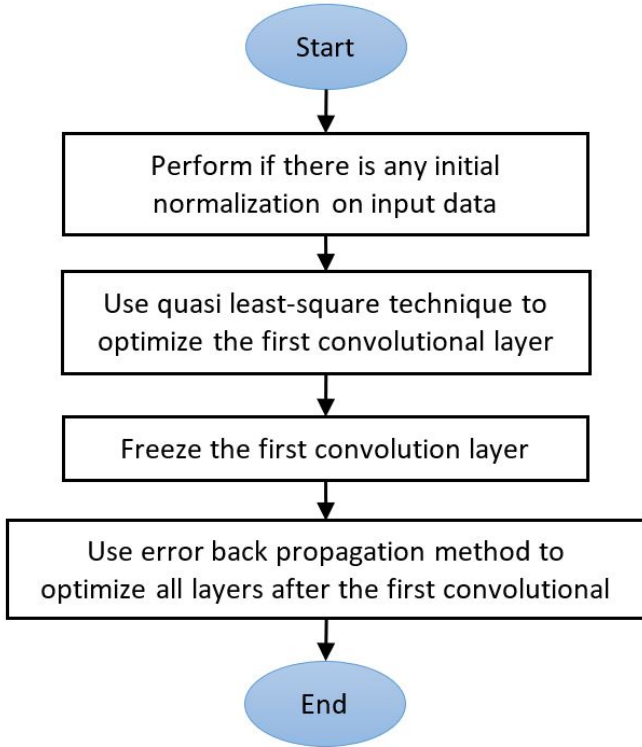 Start
Perform if there is any initial
normalization on input data
Use quasi least-square technique to
optimize the first convolutional layer
Freeze the first convolution layer
Use error back propagation method to
optimize all layers after the first convolutional
End